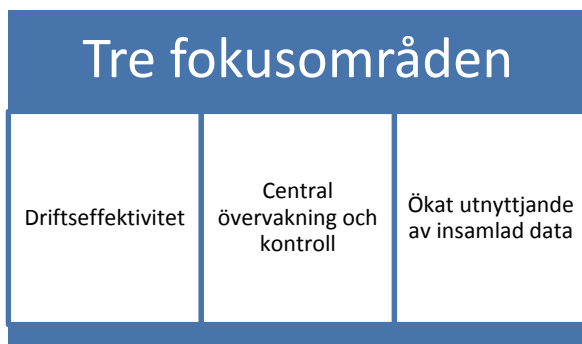 Tre fokusområden
Driftseffektivitet
Central
övervakning och
kontroll
Ökat utnyttjande
av insamlad data